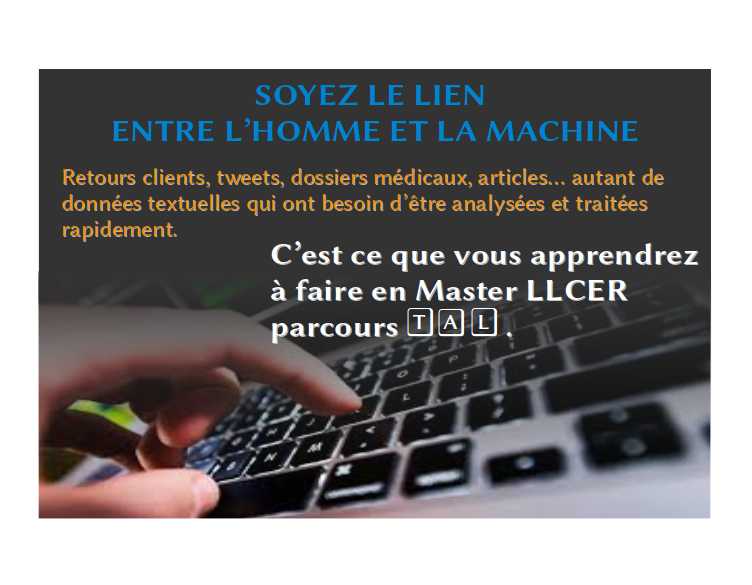 SOYEZ LE LIEN
ENTRE L’HOMME ET LA MACHINE
Retours clients, tweets, dossiers médicaux, articles... autant de
données textuelles qui ont besoin d’être analysées et traitées
rapidement.
C’est ce que vous apprendrez
à faire en Master LLCER
parcours TAL.